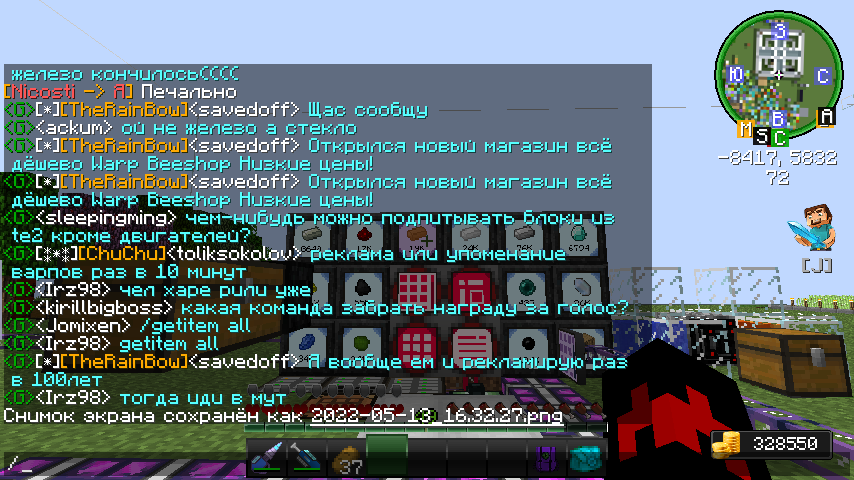 железо кончилось((((
[Nicosti -> Я] Печально
<G>[*][TheRainBow]<savedoff> Щас сообщу
<G><ackum> ой не железо а стекло
<G>[*][TheRainBow]<savedoff> Открылся новый магазин всё
дёшево Warp Beeshop Низкие цены!
<G>[*][TheRainBow]<savedoff> Открылся новый магазин всё
дёшево Warp Beeshop Низкие цены!
<G><sleepingming> чем-нибудь можно подпитывать блоки из
te2 кроме двигателей?
<G>[***][ChuChu]<toliksokolov> реклама или упоменание
варпов раз в 10 минут
<G><Irz98> чел харе рили уже
<G><kirillbigboss> какая команда забрать награду за голос?
<G><Jomixen> /getitem all
<G><Irz98> getitem all
<G>[*][TheRainBow]<savedoff> Я вообще ем и рекламирую раз
в 100лет
<G><Irz98> тогда иди в мут
Снимок экрана сохранён как 2022-05-13_16.32.27.png
/_
З
Ю
С
В
M
S
C
A
-8417, 5832
72
[J]
6794
37
328550